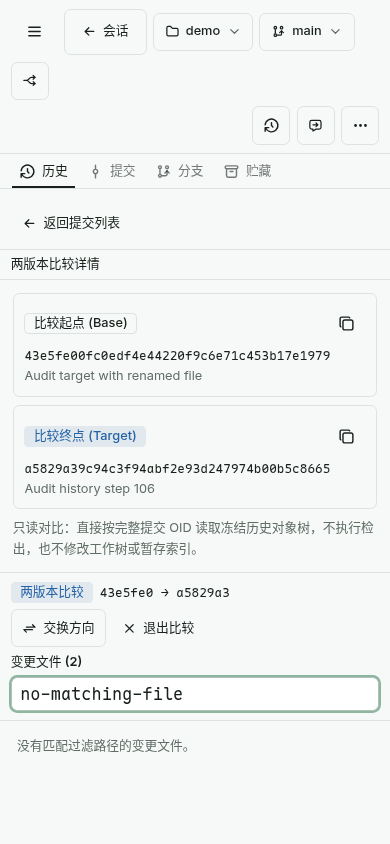 会话
demo
main
历史
提交
分支
贮藏
返回提交列表
两版本比较详情
比较起点 (Base)
43e5fe00fc0edf4e44220f9c6e71c453b17e1979
Audit target with renamed file
比较终点 (Target)
a5829a39c94c3f94abf2e93d247974b00b5c8665
Audit history step 106
只读对比：直接按完整提交 OID 读取冻结历史对象树，不执行检
出，也不修改工作树或暂存索引。
两版本比较 43e5fe0 → a5829a3
交换方向
退出比较
变更文件 (2)
no-matching-file
没有匹配过滤路径的变更文件。